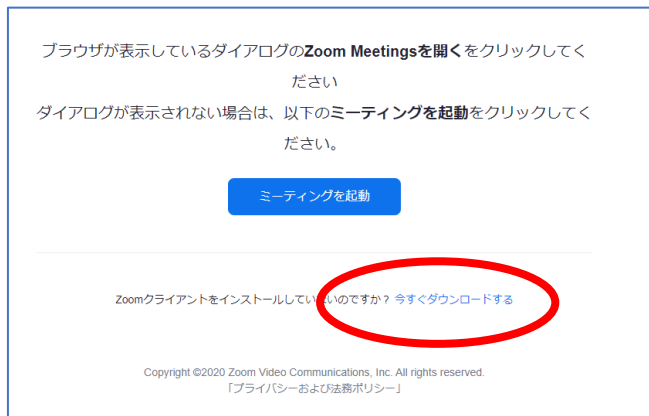 ブラウザが表示しているダイアログのZoom Meetingsを開くをクリックしてく
ださい
ダイアログが表示されない場合は、以下のミーティングを起動をクリックしてく
ださい。
ミーティングを起動
Zoomクライアントをインストールしていないのですか？今すぐダウンロードする
Copyright ©2020 Zoom Video Communications, Inc. All rights reserved.
「プライバシーおよび法務ポリシー」